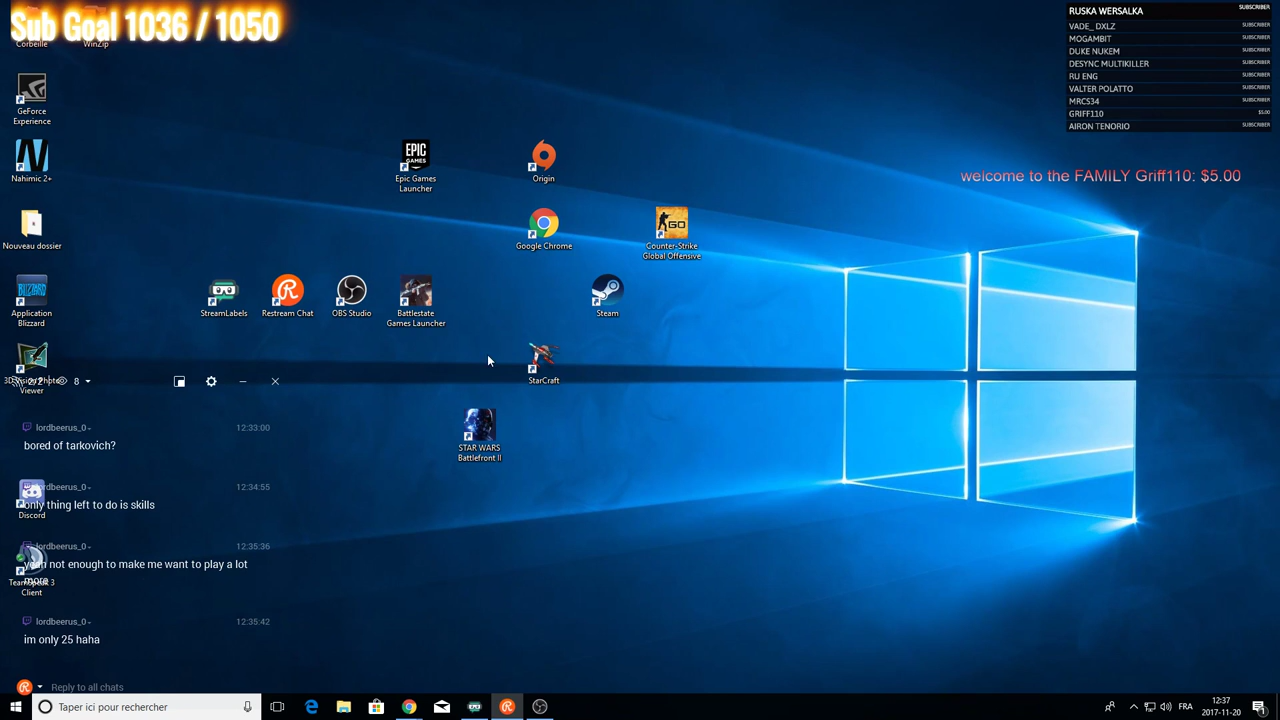 Sub Goal 1036 / 1050
Corbeille
WinZip
GeForce
Experience
Nahimic 2+
Nouveau dossier
Application
Blizzard
Viewer
Epic Games
Launcher
Origin
Google Chrome
Counter-Strike
Global Offensive
StreamLabels
Restream Chat
OBS Studio
Battlestate
Games Launcher
Steam
StarCraft
STAR WARS
Battlefront II
8
lordbeerus_0
12:33:00
bored of tarkovich?
lordbeerus_0
12:34:55
only thing left to do is skills
Discord
lordbeerus_0
12:35:36
yeah not enough to make me want to play a lot
more
TeamSpeak 3
Client
lordbeerus_0
12:35:42
im only 25 haha
Reply to all chats
Taper ici pour rechercher
RUSKA WERSALKA SUBSCRIBER
VADE_ DXLZ SUBSCRIBER
MOGAMBIT SUBSCRIBER
DUKE NUKEM SUBSCRIBER
DESYNC MULTIKILLER SUBSCRIBER
RU ENG SUBSCRIBER
VALTER POLATTO SUBSCRIBER
MRCS34 SUBSCRIBER
GRIFF110 $5.00
AIRON TENORIO SUBSCRIBER
welcome to the FAMILY Griff110: $5.00
FRA
12:37
2017-11-20